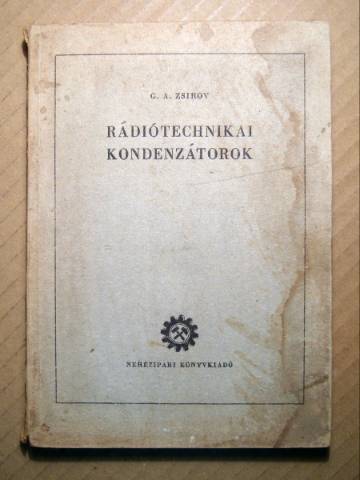 G. A. ZSIROV
RÁDIÓTECHNIKAI
KONDENZÁTOROK
NEHÉZIPARI KÖNYVKIADÓ